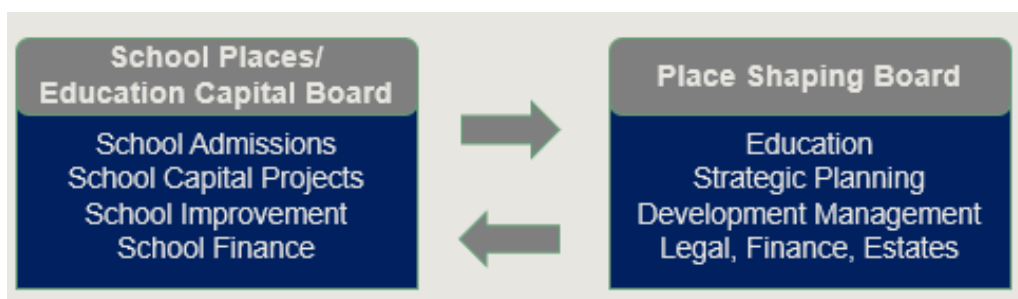 School Places/
Education Capital Board
School Admissions
School Capital Projects
School Improvement
School Finance
Place Shaping Board
Education
Strategic Planning
Development Management
Legal, Finance, Estates